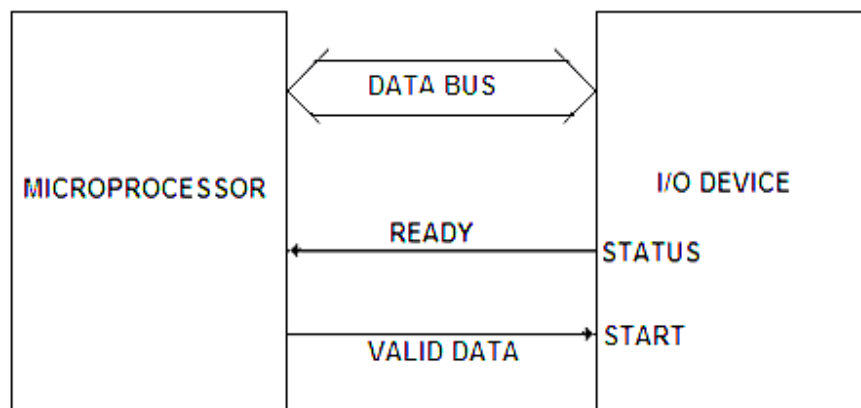 DATA BUS
MICROPROCESSOR
I/O DEVICE
READY
STATUS
VALID DATA
START